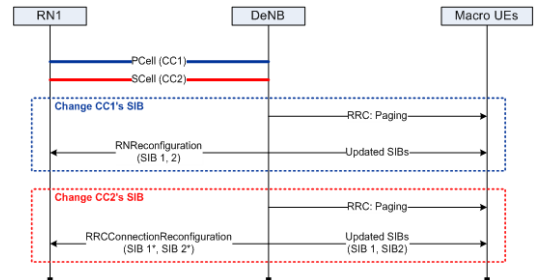 RN1 DeNB Macro UEs
PCell (CC1)
SCell (CC2)
Change CC1's SIB
RRC: Paging
RNReconfiguration
(SIB 1, 2)
Updated SIBs
Change CC2's SIB
RRC: Paging
RRCConnectionReconfiguration
(SIB 1*, SIB 2*)
Updated SIBs
(SIB 1, SIB2)